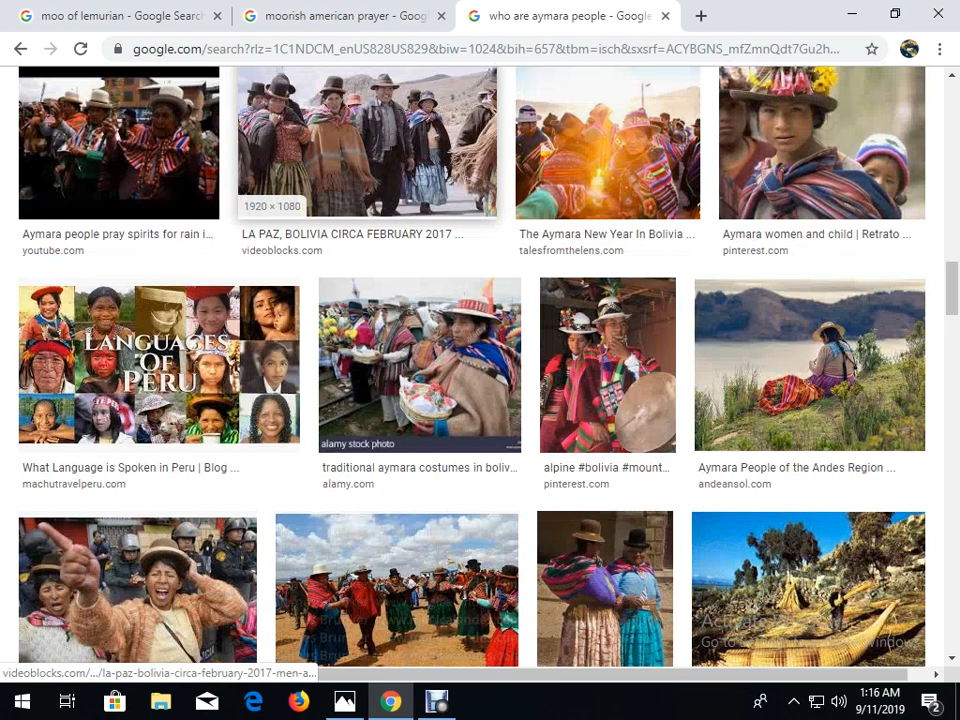 moo of lemurian - Google Search
moorish american prayer - Goog
who are aymara people - Google
google.com/search?rlz=1C1NDCM_enUS828US829&biw=1024&bih=657&tbm=isch&sxsrf=ACYBGNS_mfZmnQdt7Gu2h...
1920 × 1080
Aymara people pray spirits for rain i...
youtube.com
LA PAZ, BOLIVIA CIRCA FEBRUARY 2017 ...
videoblocks.com
The Aymara New Year In Bolivia ...
talesfromthelens.com
Aymara women and child | Retrato ...
pinterest.com
LANGUAGES
OF
PERU
alamy stock photo
What Language is Spoken in Peru | Blog ...
machutravelperu.com
traditional aymara costumes in boliv...
alamy.com
alpine #bolivia #mount...
pinterest.com
Aymara People of the Andes Region ...
andeansol.com
Activate Windows
Go to Settings to activate Windows
videoblocks.com/.../la-paz-bolivia-circa-february-2017-men-a...
1:16 AM
9/11/2019
2